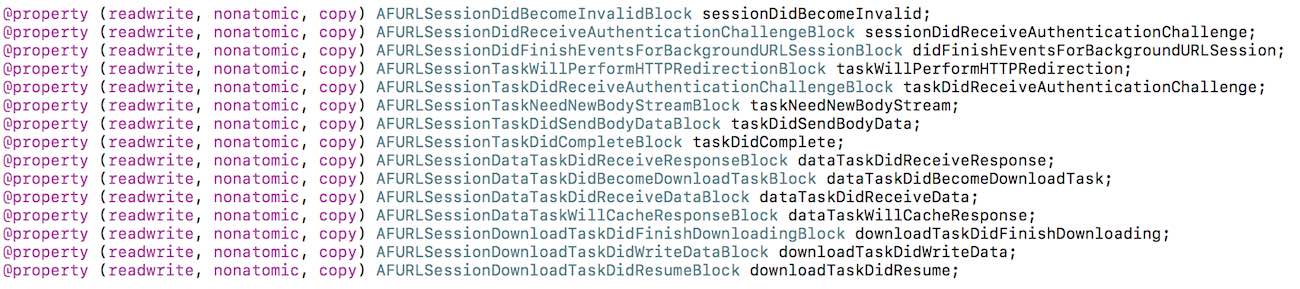 @property (readwrite, nonatomic, copy) AFURLSessionDidBecomeInvalidBlock sessionDidBecomeInvalid;
@property (readwrite, nonatomic, copy) AFURLSessionDidReceiveAuthenticationChallengeBlock sessionDidReceiveAuthenticationChallenge;
@property (readwrite, nonatomic, copy) AFURLSessionDidFinishEventsForBackgroundURLSessionBlock didFinishEventsForBackgroundURLSession;
@property (readwrite, nonatomic, copy) AFURLSessionTaskWillPerformHTTPRedirectionBlock taskWillPerformHTTPRedirection;
@property (readwrite, nonatomic, copy) AFURLSessionTaskDidReceiveAuthenticationChallengeBlock taskDidReceiveAuthenticationChallenge;
@property (readwrite, nonatomic, copy) AFURLSessionTaskNeedNewBodyStreamBlock taskNeedNewBodyStream;
@property (readwrite, nonatomic, copy) AFURLSessionTaskDidSendBodyDataBlock taskDidSendBodyData;
@property (readwrite, nonatomic, copy) AFURLSessionTaskDidCompleteBlock taskDidComplete;
@property (readwrite, nonatomic, copy) AFURLSessionDataTaskDidReceiveResponseBlock dataTaskDidReceiveResponse;
@property (readwrite, nonatomic, copy) AFURLSessionDataTaskDidBecomeDownloadTaskBlock dataTaskDidBecomeDownloadTask;
@property (readwrite, nonatomic, copy) AFURLSessionDataTaskDidReceiveDataBlock dataTaskDidReceiveData;
@property (readwrite, nonatomic, copy) AFURLSessionDataTaskWillCacheResponseBlock dataTaskWillCacheResponse;
@property (readwrite, nonatomic, copy) AFURLSessionDownloadTaskDidFinishDownloadingBlock downloadTaskDidFinishDownloading;
@property (readwrite, nonatomic, copy) AFURLSessionDownloadTaskDidWriteDataBlock downloadTaskDidWriteData;
@property (readwrite, nonatomic, copy) AFURLSessionDownloadTaskDidResumeBlock downloadTaskDidResume;